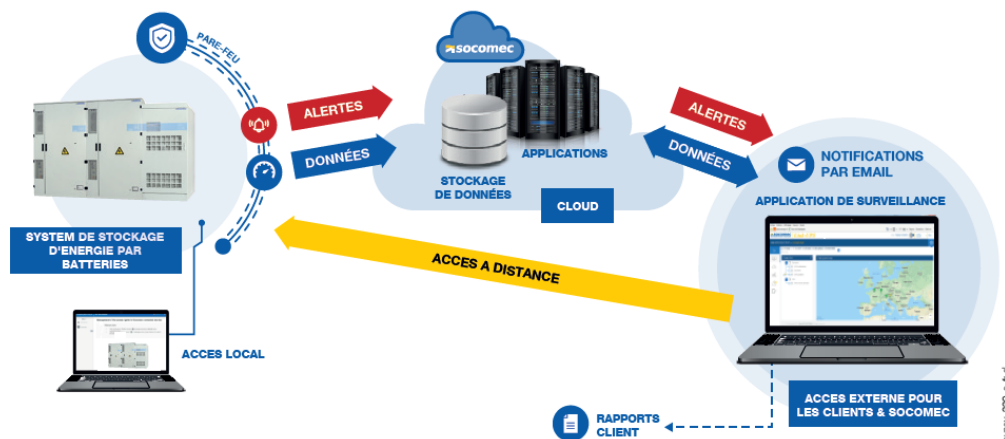 PARE-FEU
socomec
ALERTES
DONNÉES
STOCKAGE
DE DONNÉES
APPLICATIONS
CLOUD
ALERTES
DONNÉES
NOTIFICATIONS
PAR EMAIL
APPLICATION DE SURVEILLANCE
SYSTEM DE STOCKAGE
D'ENERGIE PAR
BATTERIES
ACCES A DISTANCE
ACCES LOCAL
ACCES EXTERNE POUR
LES CLIENTS & SOCOMEC
RAPPORTS
CLIENT